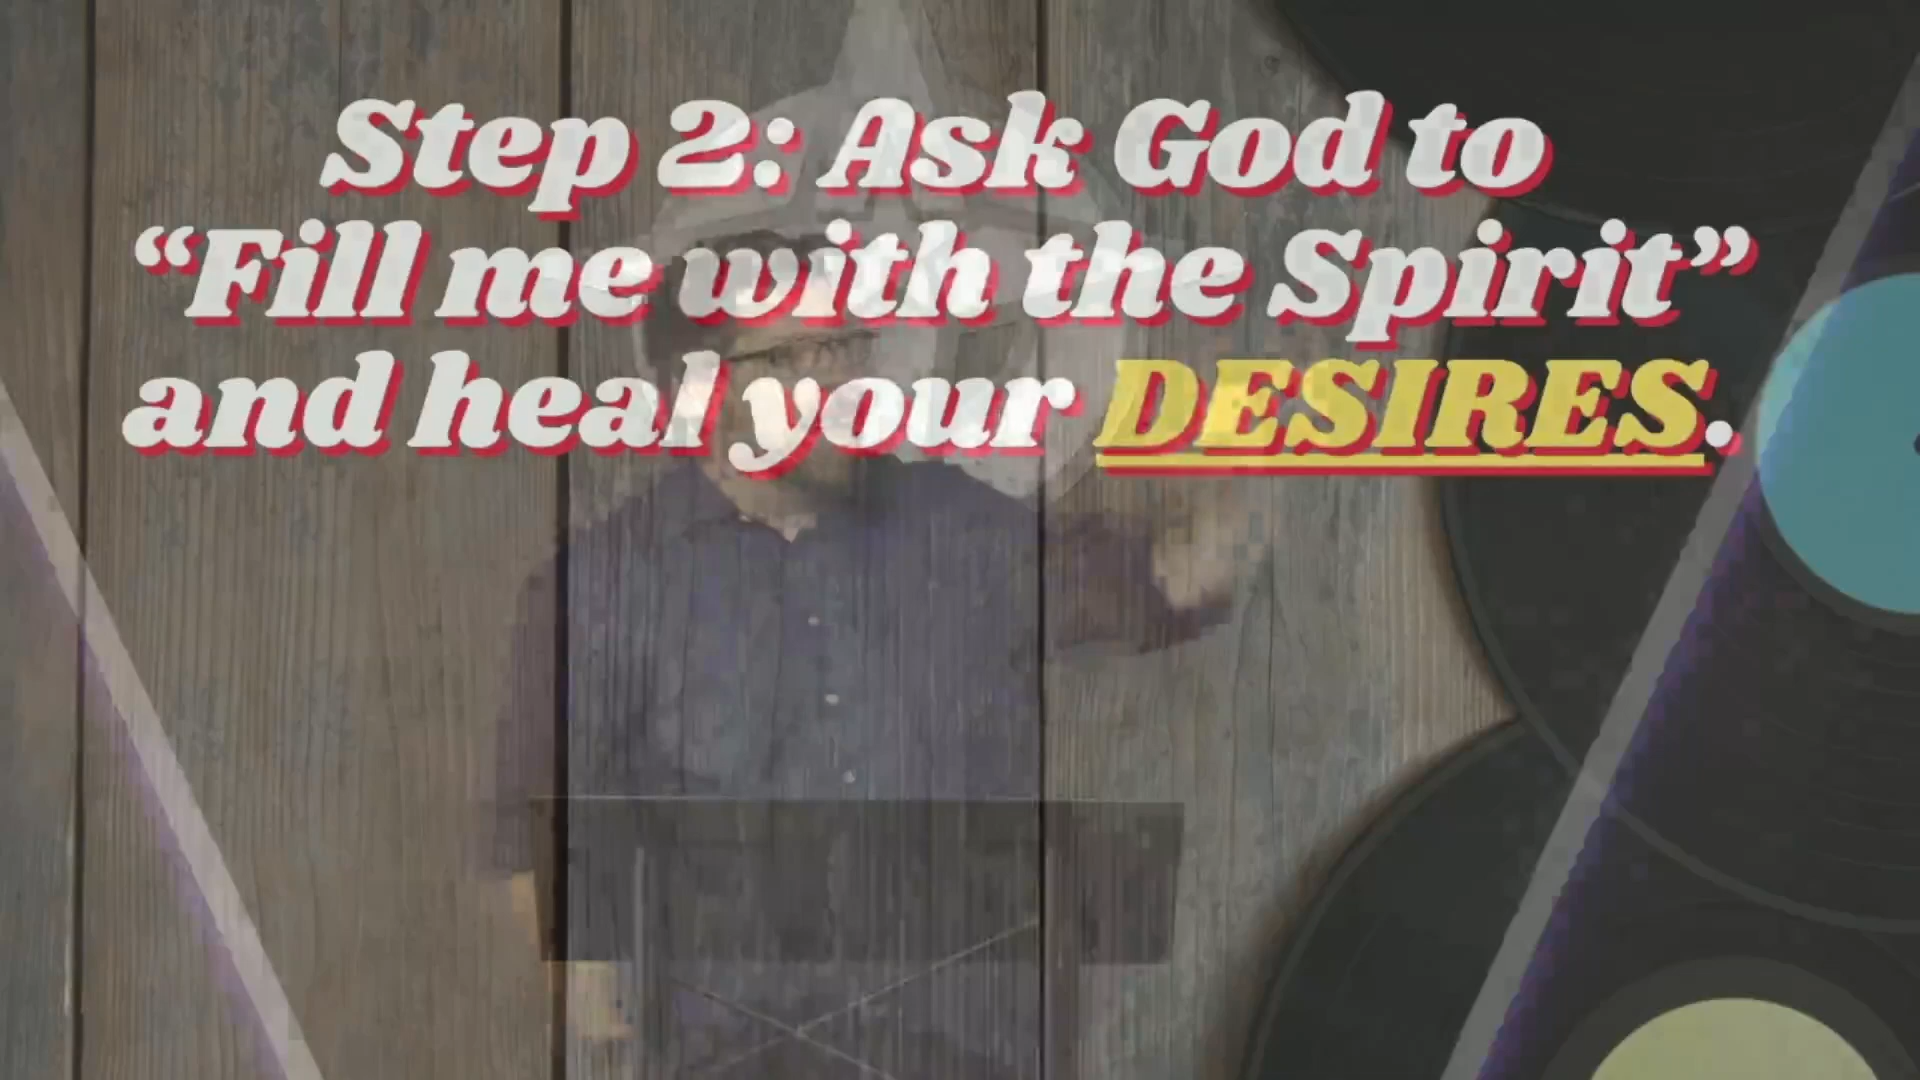 Step 2: Ask God to
“Fill me with the Spirit”
and heal your DESIRES.